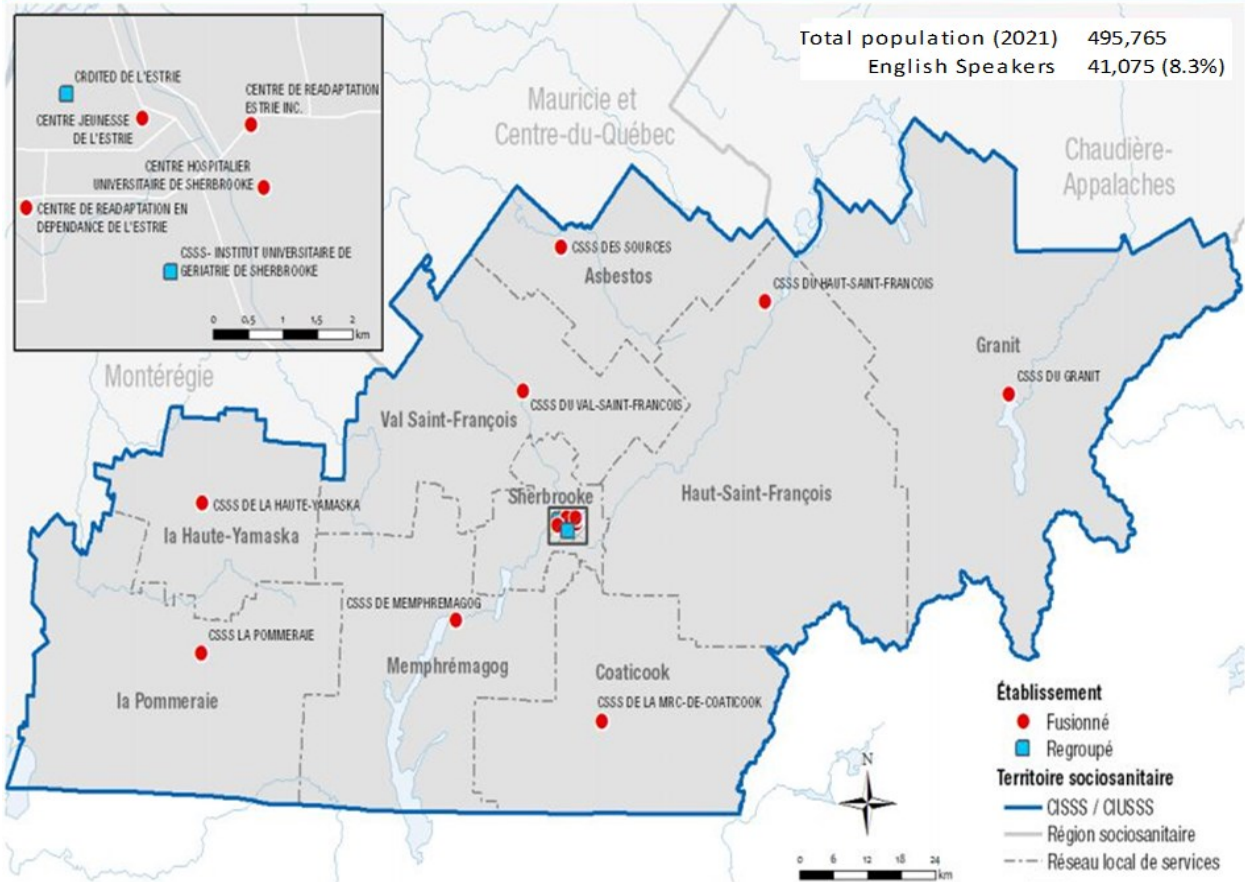 Total population (2021) 495,765
English Speakers 41,075 (8.3%)
CRDITED DE L'ESTRIE
CENTRE JEUNESSE
DE L'ESTRIE
CENTRE DE READAPTATION
ESTRIE INC.
CENTRE HOSPITALIER
UNIVERSITAIRE DE SHERBROOKE
CENTRE DE READAPTATION EN
DEPENDANCE DE L'ESTRIE
CSSS- INSTITUT UNIVERSITAIRE DE
GERIATRIE DE SHERBROOKE
0 0,5 1 1,5 2
km
Mauricie et
Centre-du-Québec
Chaudière-
Appalaches
Montérégie
CSSS DES SOURCES
Asbestos
CSSS DU HAUT-SAINT-FRANCOIS
Granit
CSSS DU GRANIT
CSSS DU VAL-SAINT-FRANCOIS
Val Saint-François
Sherbrooke
Haut-Saint-François
CSSS DE LA HAUTE-YAMASKA
la Haute-Yamaska
CSSS DE MEMPHREMAGOG
CSSS LA POMMERAIE
Memphrémagog
Coaticook
la Pommeraie
CSSS DE LA MRC-DE-COATICOOK
Établissement
Fusionné
Regroupé
Territoire sociosanitaire
CISSS / CIUSSS
Région sociosanitaire
Réseau local de services
N
0 6 12 18 24
km